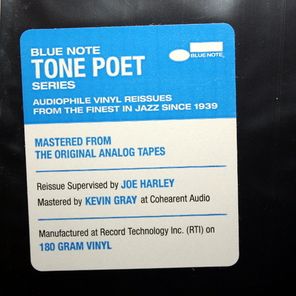 BLUE NOTE
TONE POET
SERIES
BLUE NOTE
AUDIOPHILE VINYL REISSUES
FROM THE FINEST IN JAZZ SINCE 1939
MASTERED FROM
THE ORIGINAL ANALOG TAPES
Reissue Supervised by JOE HARLEY
Mastered by KEVIN GRAY at Cohearent Audio
Manufactured at Record Technology Inc. (RTI) on
180 GRAM VINYL